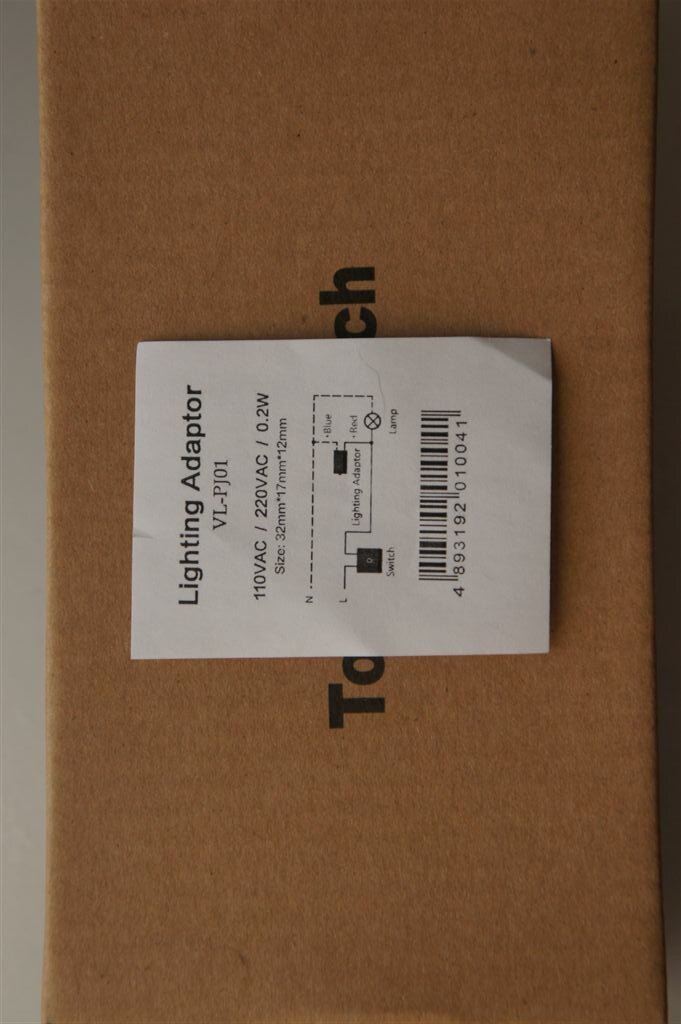 Lighting Adaptor
VL-PJ01
110VAC / 220VAC / 0.2W
Size: 32mm*17mm*12mm
N
Blue
Red
Lighting Adaptor
L
Switch
Lamp
4 893192 010041
To
ch